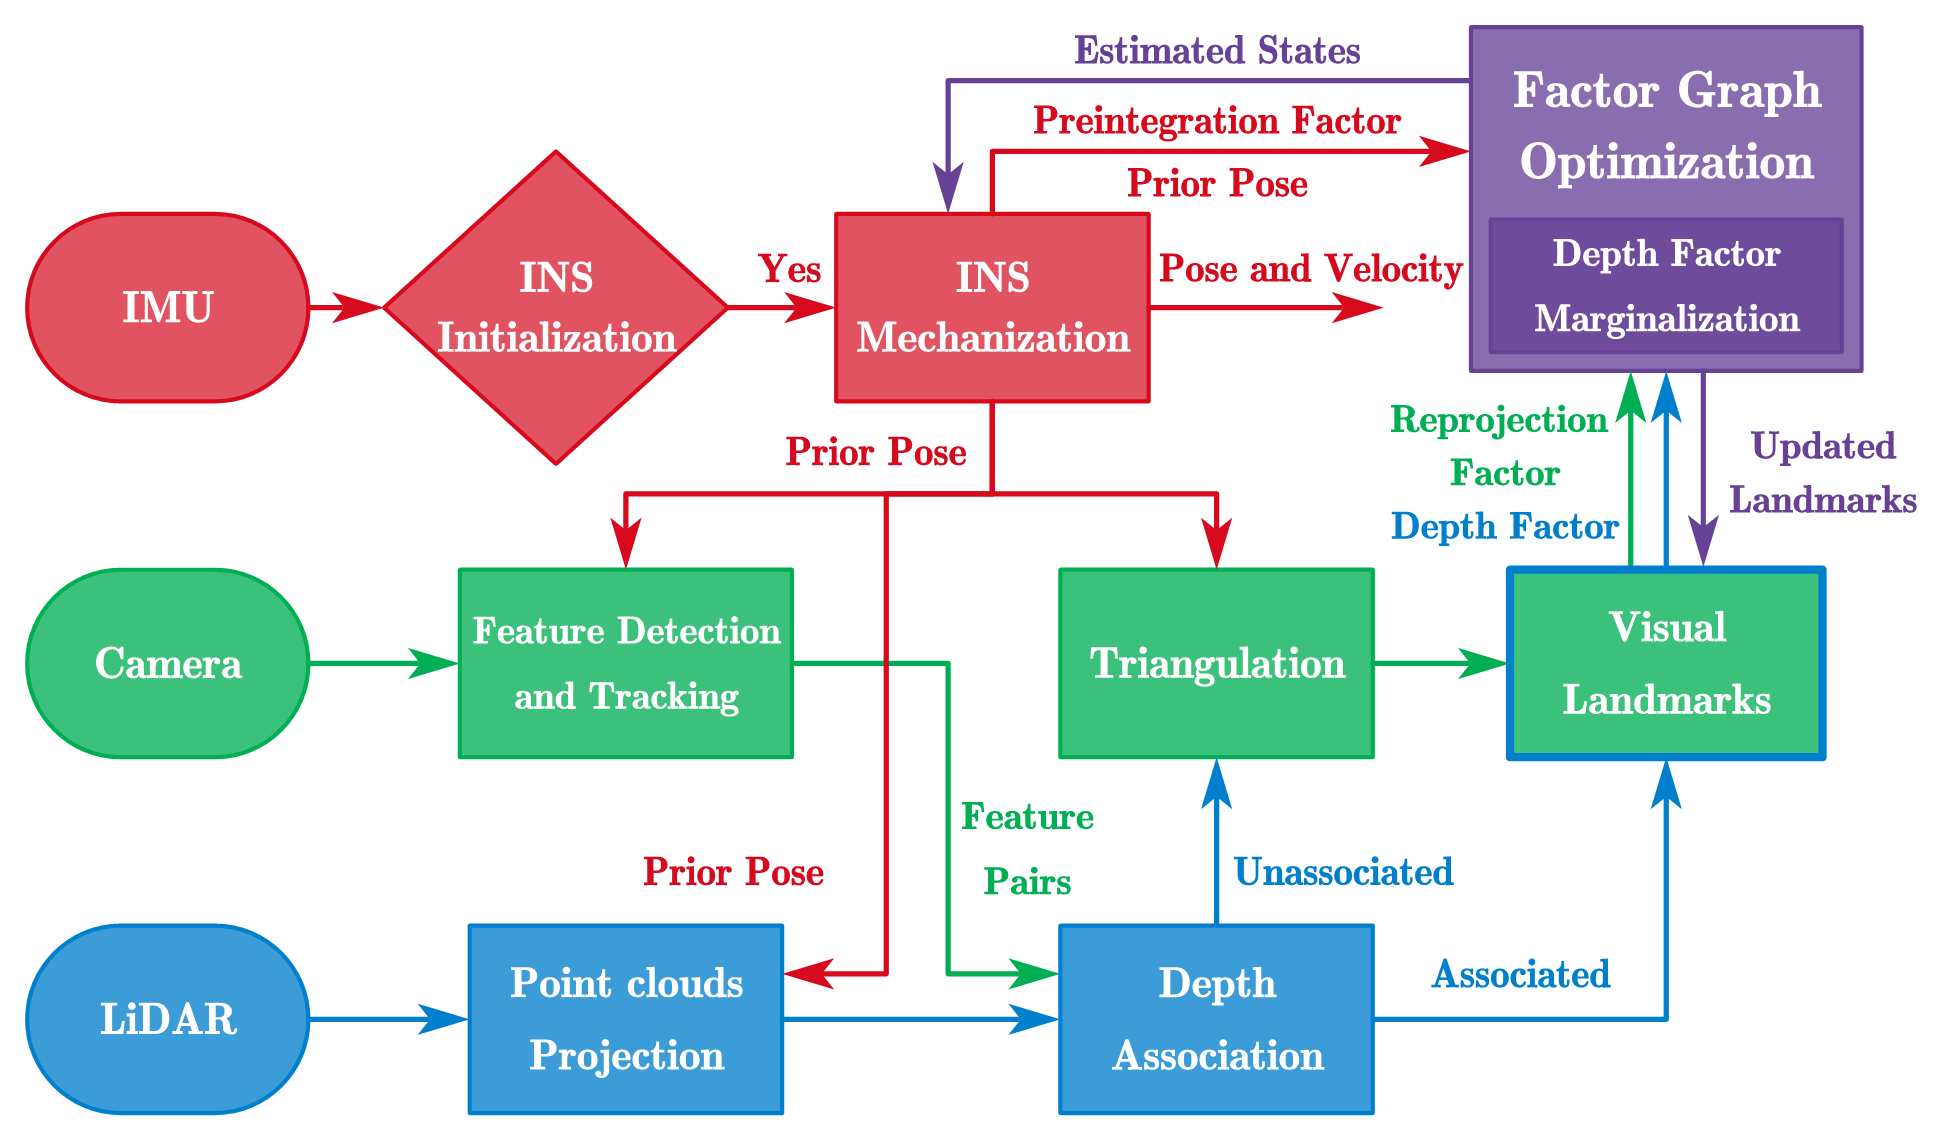 Estimated States
Factor Graph
Optimization
Preintegration Factor
Prior Pose
Depth Factor
Marginalization
IMU
INS
Initialization
Yes
INS
Mechanization
Pose and Velocity
Prior Pose
Reprojection
Factor
Depth Factor
Updated
Landmarks
Camera
Feature Detection
and Tracking
Triangulation
Visual
Landmarks
Feature
Pairs
Prior Pose
Unassociated
Associated
LiDAR
Point clouds
Projection
Depth
Association